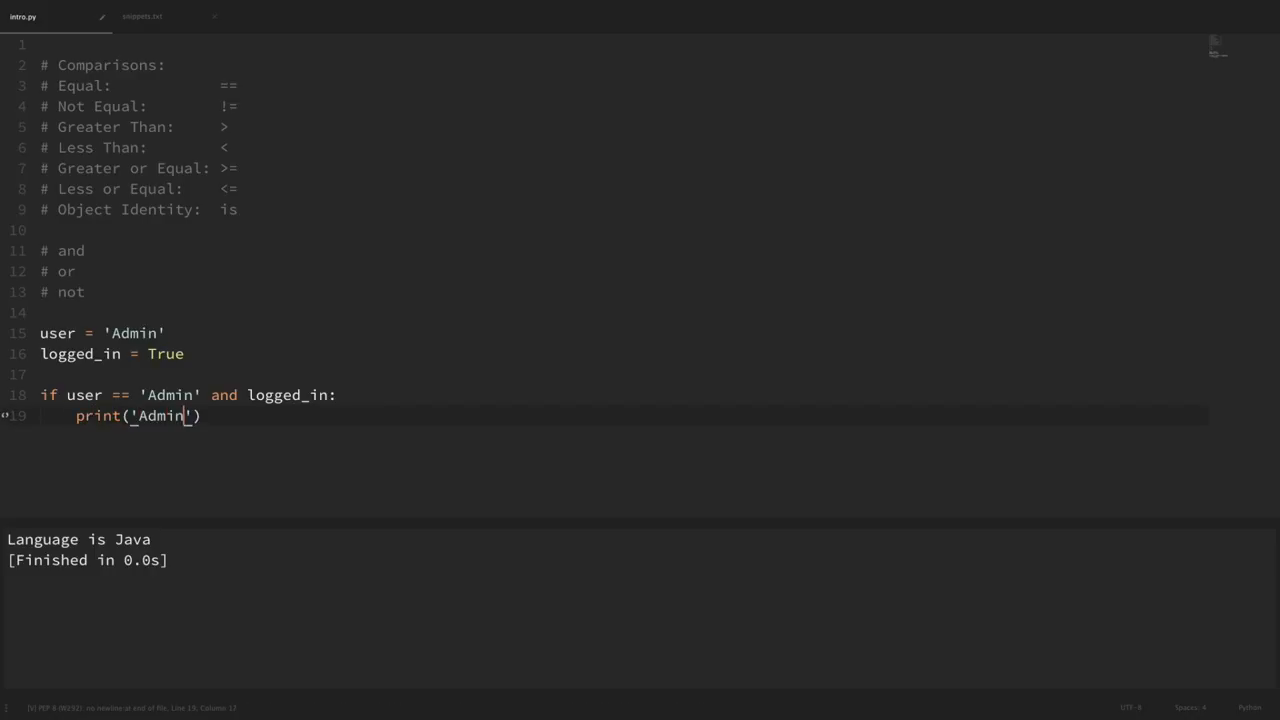 intro.py
snippets.txt
1
2 # Comparisons:
3 # Equal:            ==
4 # Not Equal:        !=
5 # Greater Than:     >
6 # Less Than:        <
7 # Greater or Equal: >=
8 # Less or Equal:    <=
9 # Object Identity:  is
10
11 # and
12 # or
13 # not
14
15 user = 'Admin'
16 logged_in = True
17
18 if user == 'Admin' and logged_in:
19     print('Admin')
Language is Java
[Finished in 0.0s]
[V] PEP 8 (W292): no newline at end of file, Line 19, Column 17
UTF-8
Spaces: 4
Python